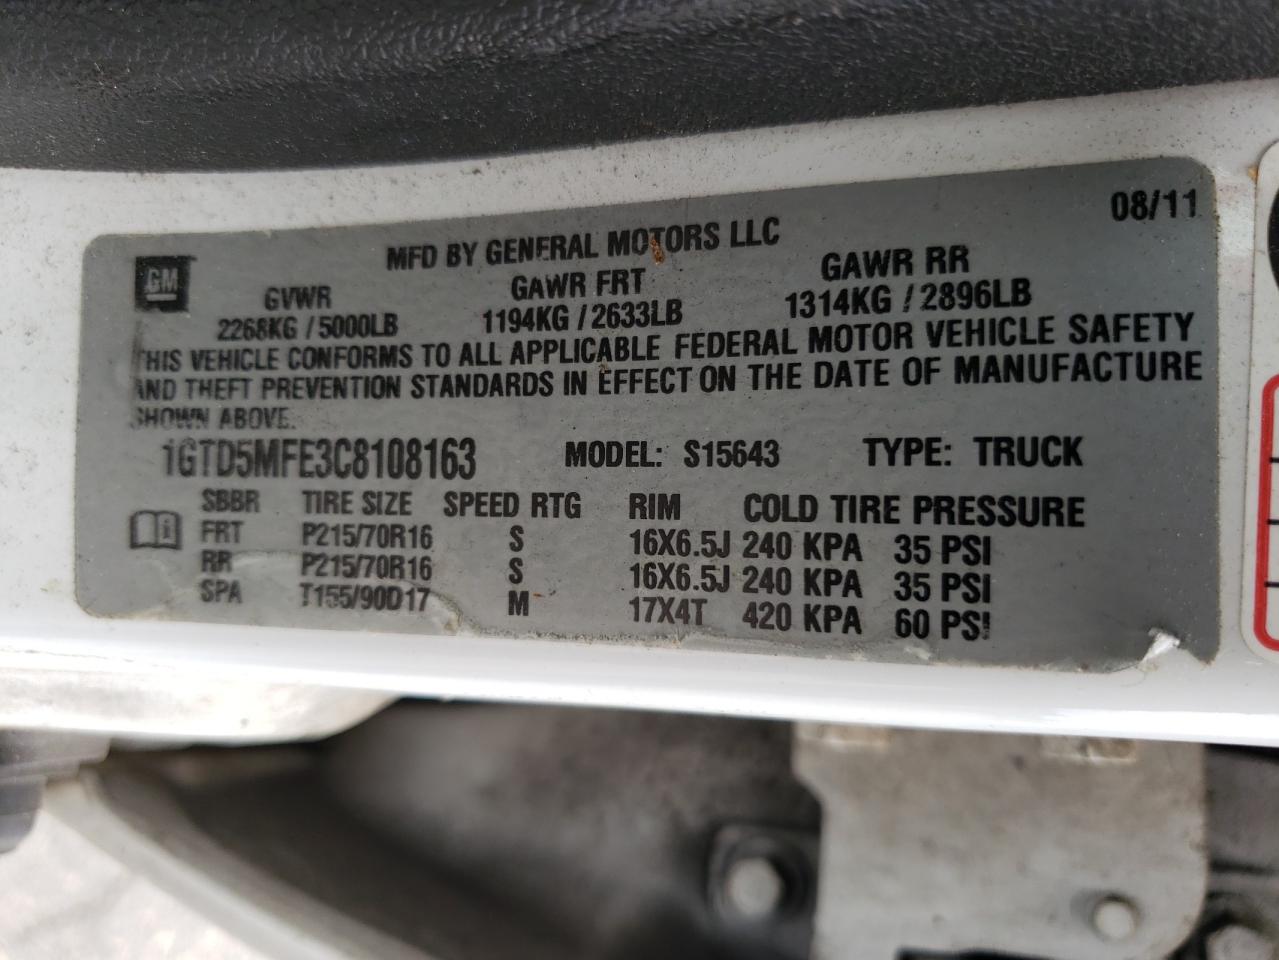 08/11
MFD BY GENERAL MOTORS LLC
GM
GVWR GAWR FRT GAWR RR
2268KG / 5000LB 1194KG / 2633LB 1314KG / 2896LB
THIS VEHICLE CONFORMS TO ALL APPLICABLE FEDERAL MOTOR VEHICLE SAFETY
AND THEFT PREVENTION STANDARDS IN EFFECT ON THE DATE OF MANUFACTURE
SHOWN ABOVE.
1GTD5MFE3C8108163 MODEL: S15643 TYPE: TRUCK
SBBR TIRE SIZE SPEED RTG RIM COLD TIRE PRESSURE
FRT P215/70R16 S 16X6.5J 240 KPA 35 PSI
RR P215/70R16 S 16X6.5J 240 KPA 35 PSI
SPA T155/90D17 M 17X4T 420 KPA 60 PSI